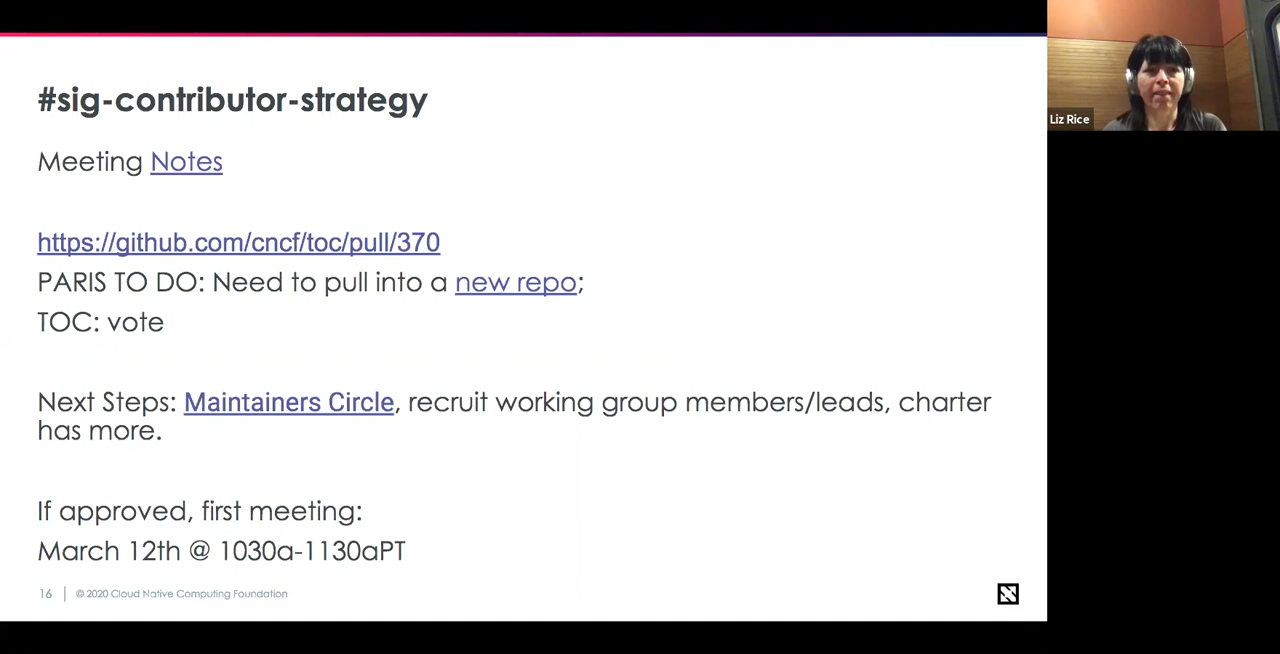 #sig-contributor-strategy
Meeting Notes
https://github.com/cncf/toc/pull/370
PARIS TO DO: Need to pull into a new repo;
TOC: vote
Next Steps: Maintainers Circle, recruit working group members/leads, charter
has more.
If approved, first meeting:
March 12th @ 1030a-1130aPT
16 | © 2020 Cloud Native Computing Foundation
Liz Rice